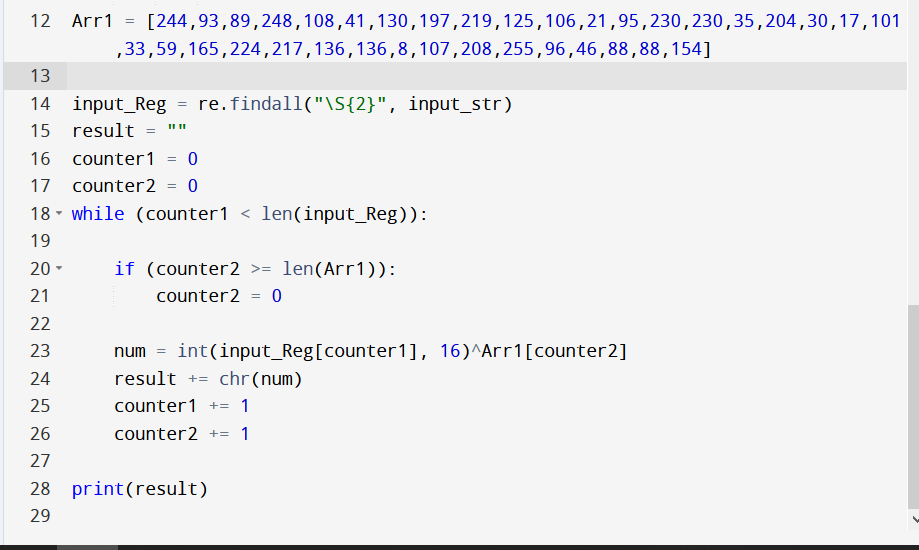 12 Arr1 = [244,93,89,248,108,41,130,197,219,125,106,21,95,230,230,35,204,30,17,101
,33,59,165,224,217,136,136,8,107,208,255,96,46,88,88,154]
13
14 input_Reg = re.findall("\S{2}", input_str)
15 result = ""
16 counter1 = 0
17 counter2 = 0
18 while (counter1 < len(input_Reg)):
19
20     if (counter2 >= len(Arr1)):
21         counter2 = 0
22
23     num = int(input_Reg[counter1], 16)^Arr1[counter2]
24     result += chr(num)
25     counter1 += 1
26     counter2 += 1
27
28 print(result)
29